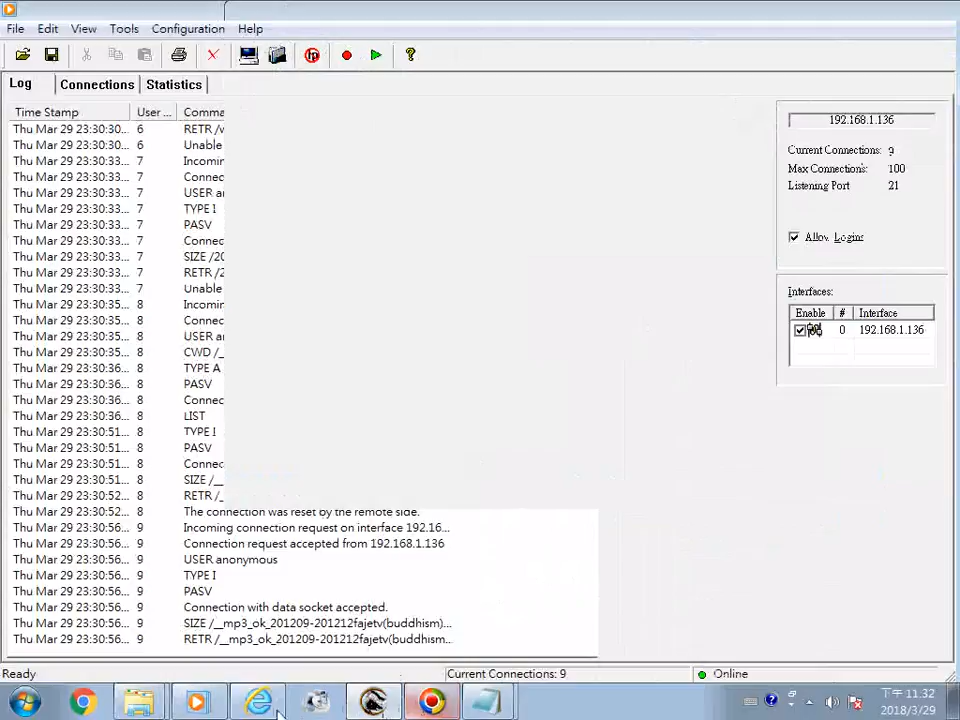 File Edit View Tools Configuration Help
Log Connections Statistics
Time Stamp User ... Comma
Thu Mar 29 23:30:30... 6 RETR /v
Thu Mar 29 23:30:30... 6 Unable
Thu Mar 29 23:30:33... 7 Incomin
Thu Mar 29 23:30:33... 7 Connec
Thu Mar 29 23:30:33... 7 USER an
Thu Mar 29 23:30:33... 7 TYPE I
Thu Mar 29 23:30:33... 7 PASV
Thu Mar 29 23:30:33... 7 Connec
Thu Mar 29 23:30:33... 7 SIZE /20
Thu Mar 29 23:30:33... 7 RETR /2
Thu Mar 29 23:30:33... 7 Unable
Thu Mar 29 23:30:35... 8 Incomin
Thu Mar 29 23:30:35... 8 Connec
Thu Mar 29 23:30:35... 8 USER an
Thu Mar 29 23:30:35... 8 CWD /_
Thu Mar 29 23:30:36... 8 TYPE A
Thu Mar 29 23:30:36... 8 PASV
Thu Mar 29 23:30:36... 8 Connec
Thu Mar 29 23:30:36... 8 LIST
Thu Mar 29 23:30:51... 8 TYPE I
Thu Mar 29 23:30:51... 8 PASV
Thu Mar 29 23:30:51... 8 Connec
Thu Mar 29 23:30:51... 8 SIZE /_
Thu Mar 29 23:30:52... 8 RETR /_
Thu Mar 29 23:30:52... 8 The connection was reset by the remote side.
Thu Mar 29 23:30:56... 9 Incoming connection request on interface 192.16...
Thu Mar 29 23:30:56... 9 Connection request accepted from 192.168.1.136
Thu Mar 29 23:30:56... 9 USER anonymous
Thu Mar 29 23:30:56... 9 TYPE I
Thu Mar 29 23:30:56... 9 PASV
Thu Mar 29 23:30:56... 9 Connection with data socket accepted.
Thu Mar 29 23:30:56... 9 SIZE /__mp3_ok_201209-201212fajetv(buddhism)...
Thu Mar 29 23:30:56... 9 RETR /__mp3_ok_201209-201212fajetv(buddhism...
192.168.1.136
Current Connections: 9
Max Connections: 100
Listening Port 21
Allow Logins
Interfaces:
Enable # Interface
0 192.168.1.136
Ready Current Connections: 9 Online
下午 11:32
2018/3/29